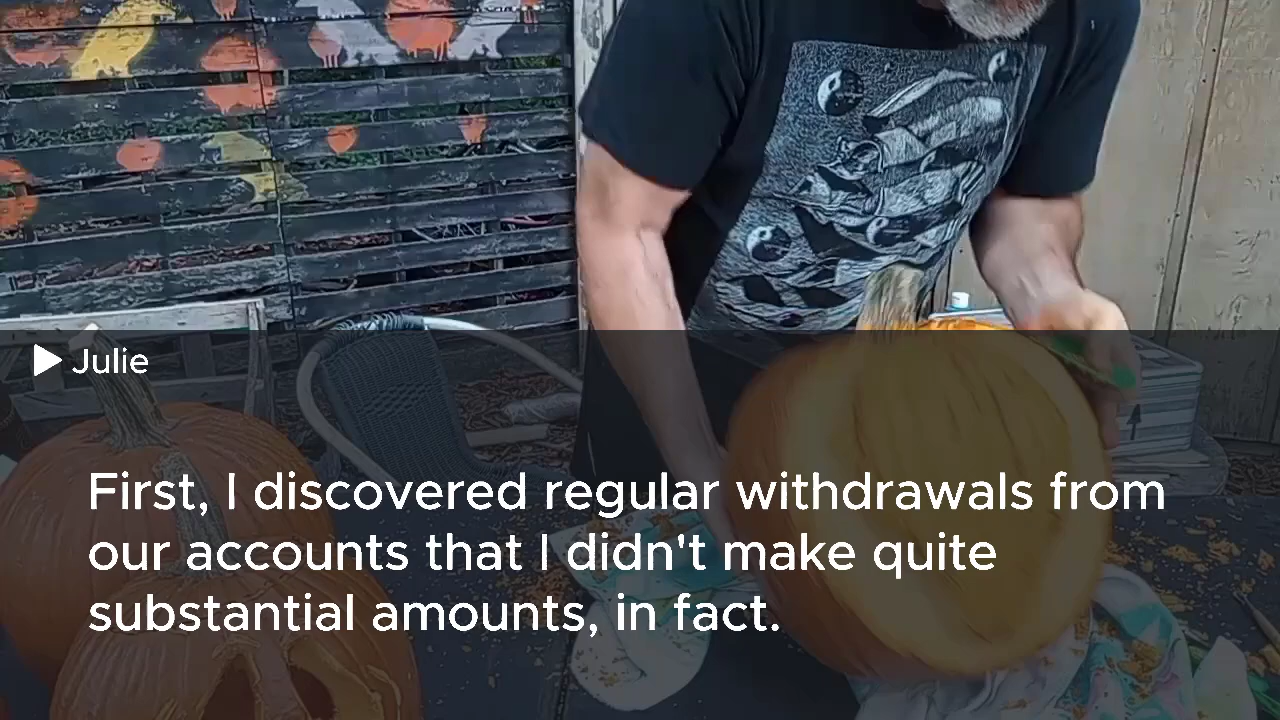 Julie
First, I discovered regular withdrawals from
our accounts that I didn't make quite
substantial amounts, in fact.